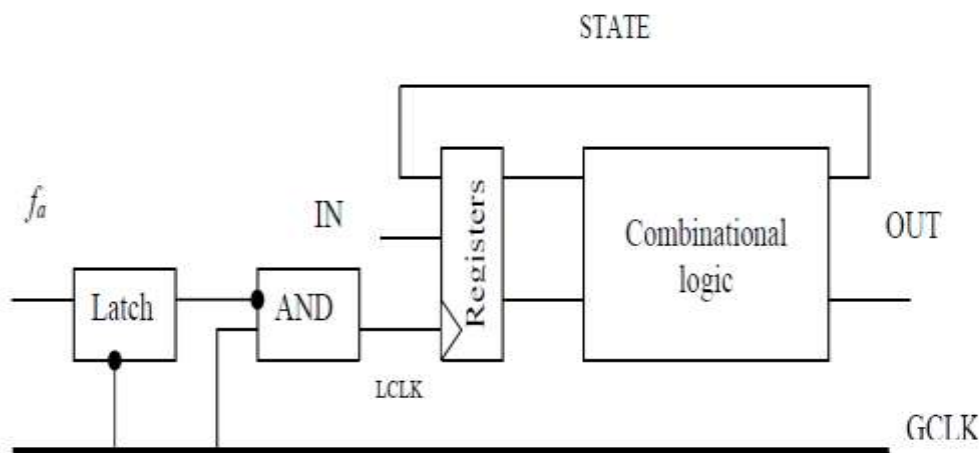 STATE
fa
IN
Registers
Combinational
logic
OUT
Latch
AND
LCLK
GCLK